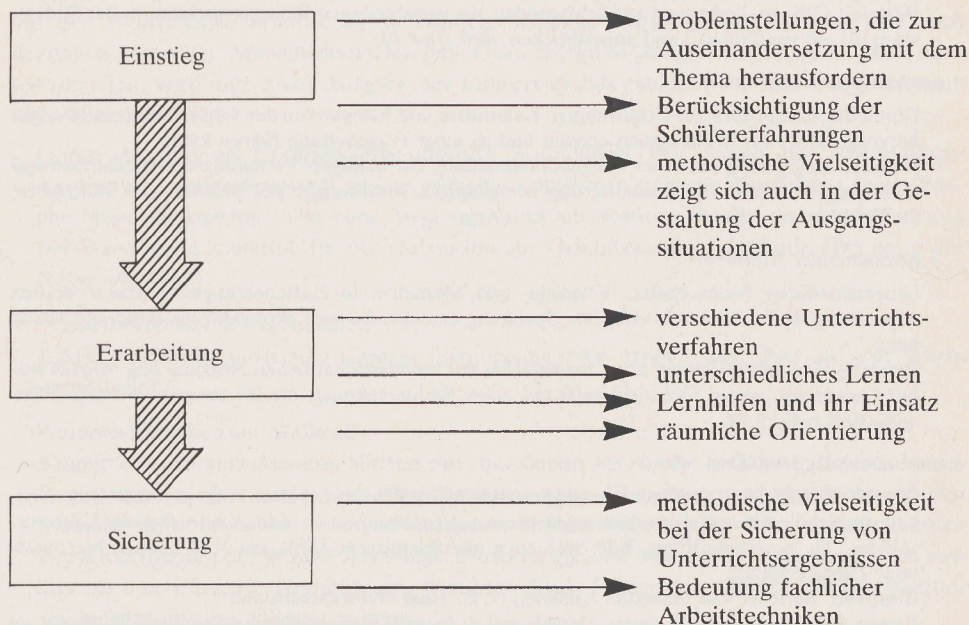 Einstieg
Problemstellungen, die zur
Auseinandersetzung mit dem
Thema herausfordern
Berücksichtigung der
Schülererfahrungen
methodische Vielseitigkeit
zeigt sich auch in der Ge-
staltung der Ausgangs-
situationen
Erarbeitung
verschiedene Unterrichts-
verfahren
unterschiedliches Lernen
Lernhilfen und ihr Einsatz
räumliche Orientierung
Sicherung
methodische Vielseitigkeit
bei der Sicherung von
Unterrichtsergebnissen
Bedeutung fachlicher
Arbeitstechniken